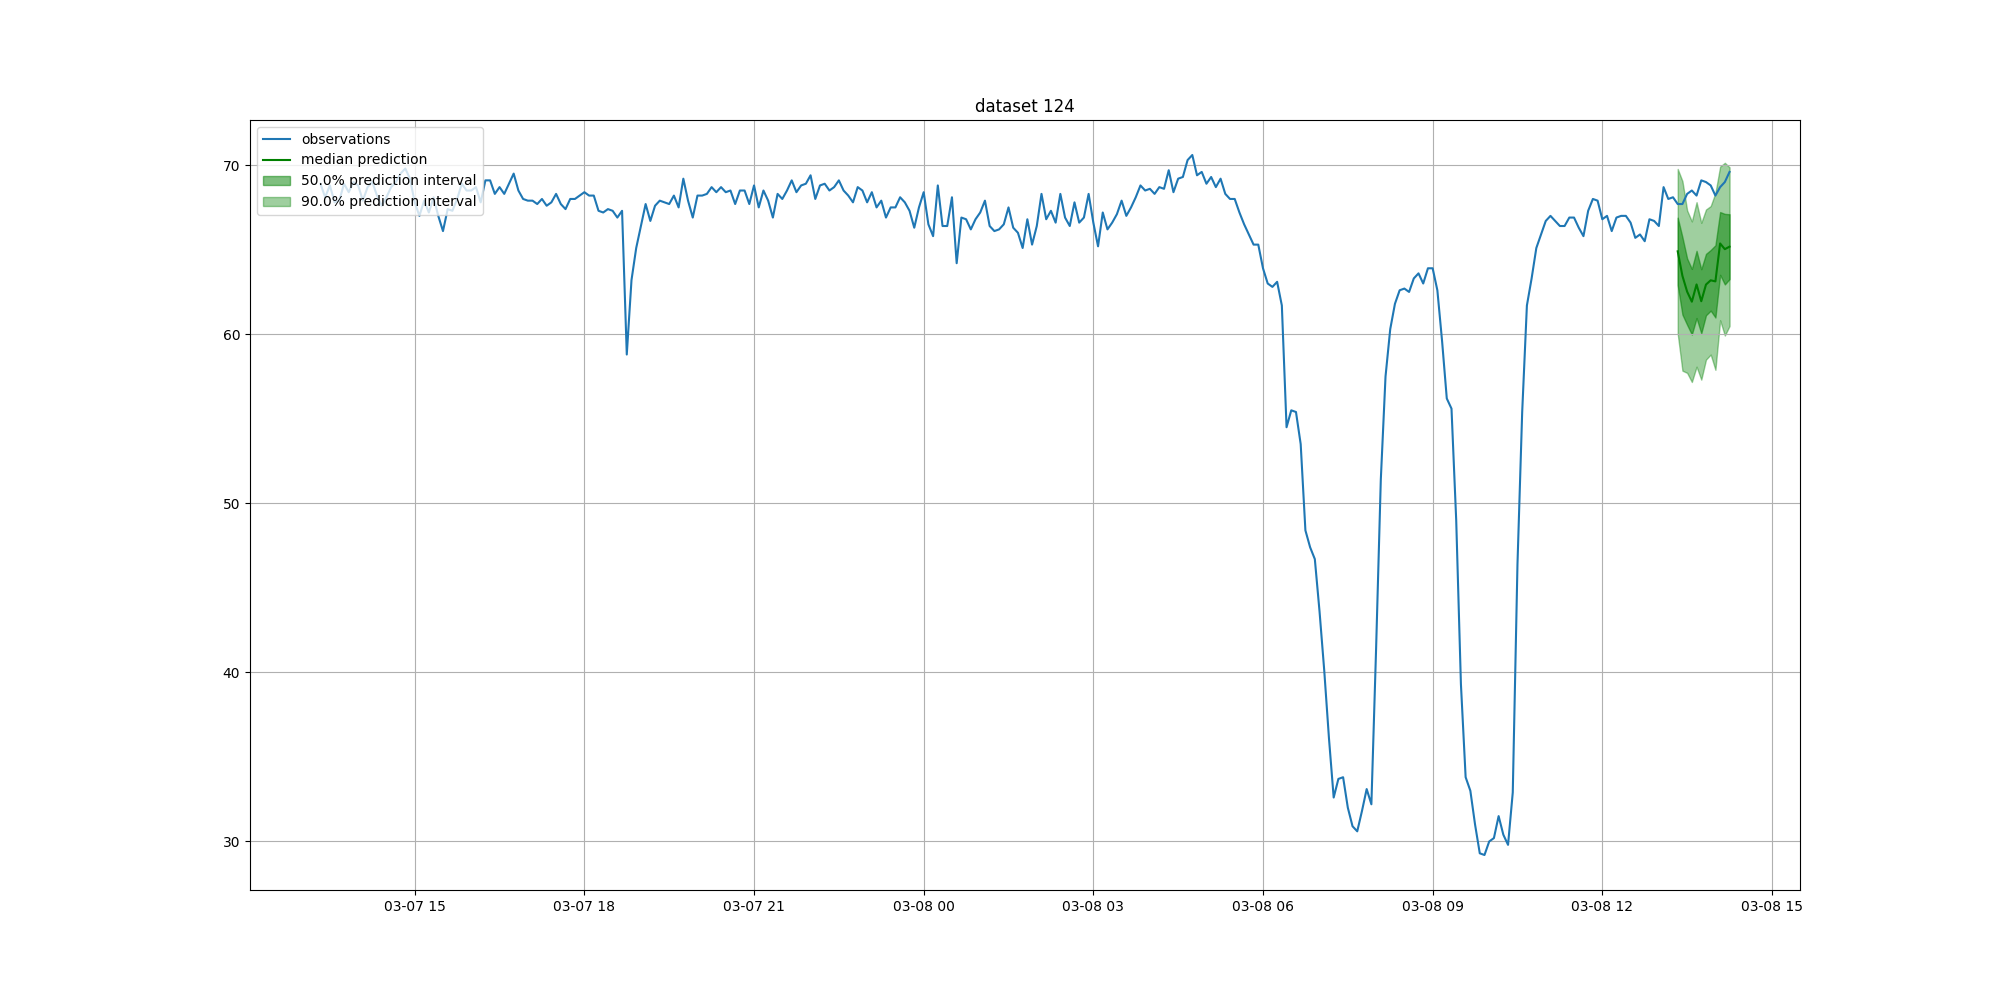 dataset 124
observations
median prediction
50.0% prediction interval
90.0% prediction interval
70
60
50
40
30
03-07 15
03-07 18
03-07 21
03-08 00
03-08 03
03-08 06
03-08 09
03-08 12
03-08 15